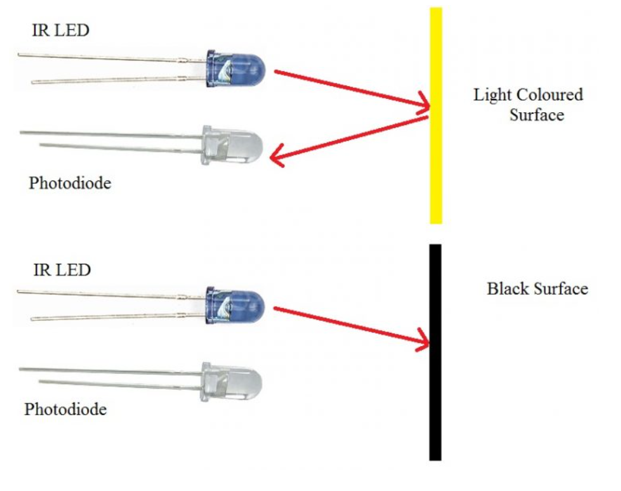 IR LED
Light Coloured
Surface
Photodiode
IR LED
Black Surface
Photodiode